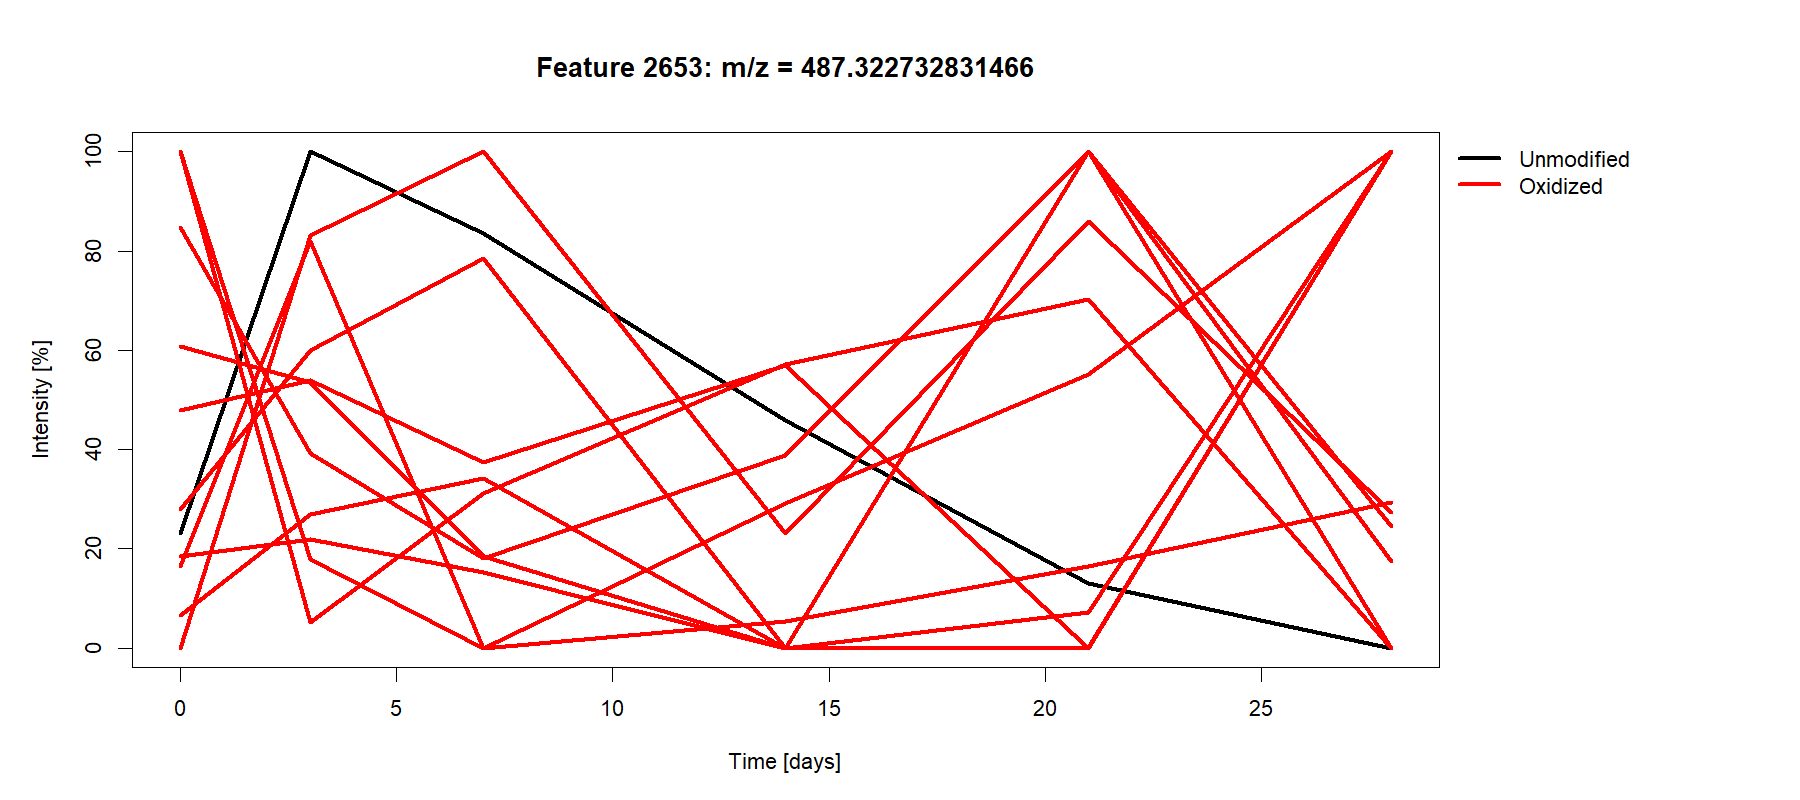 Feature 2653: m/z = 487.322732831466
Unmodified
Oxidized
Intensity [%]
100
80
60
40
20
0
0 5 10 15 20 25
Time [days]